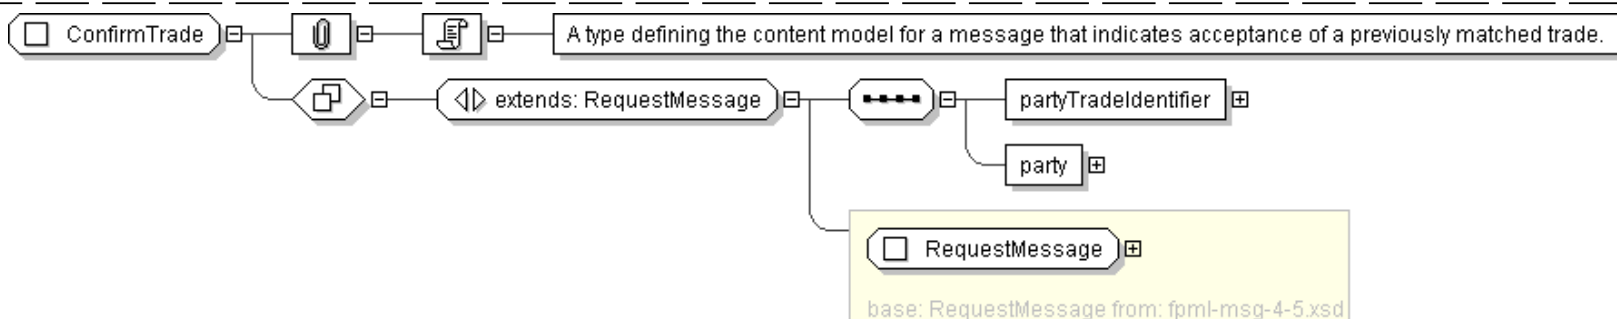 ConfirmTrade
A type defining the content model for a message that indicates acceptance of a previously matched trade.
extends: RequestMessage
partyTradeIdentifier
party
RequestMessage
base: RequestMessage from: fpml-msg-4-5.xsd